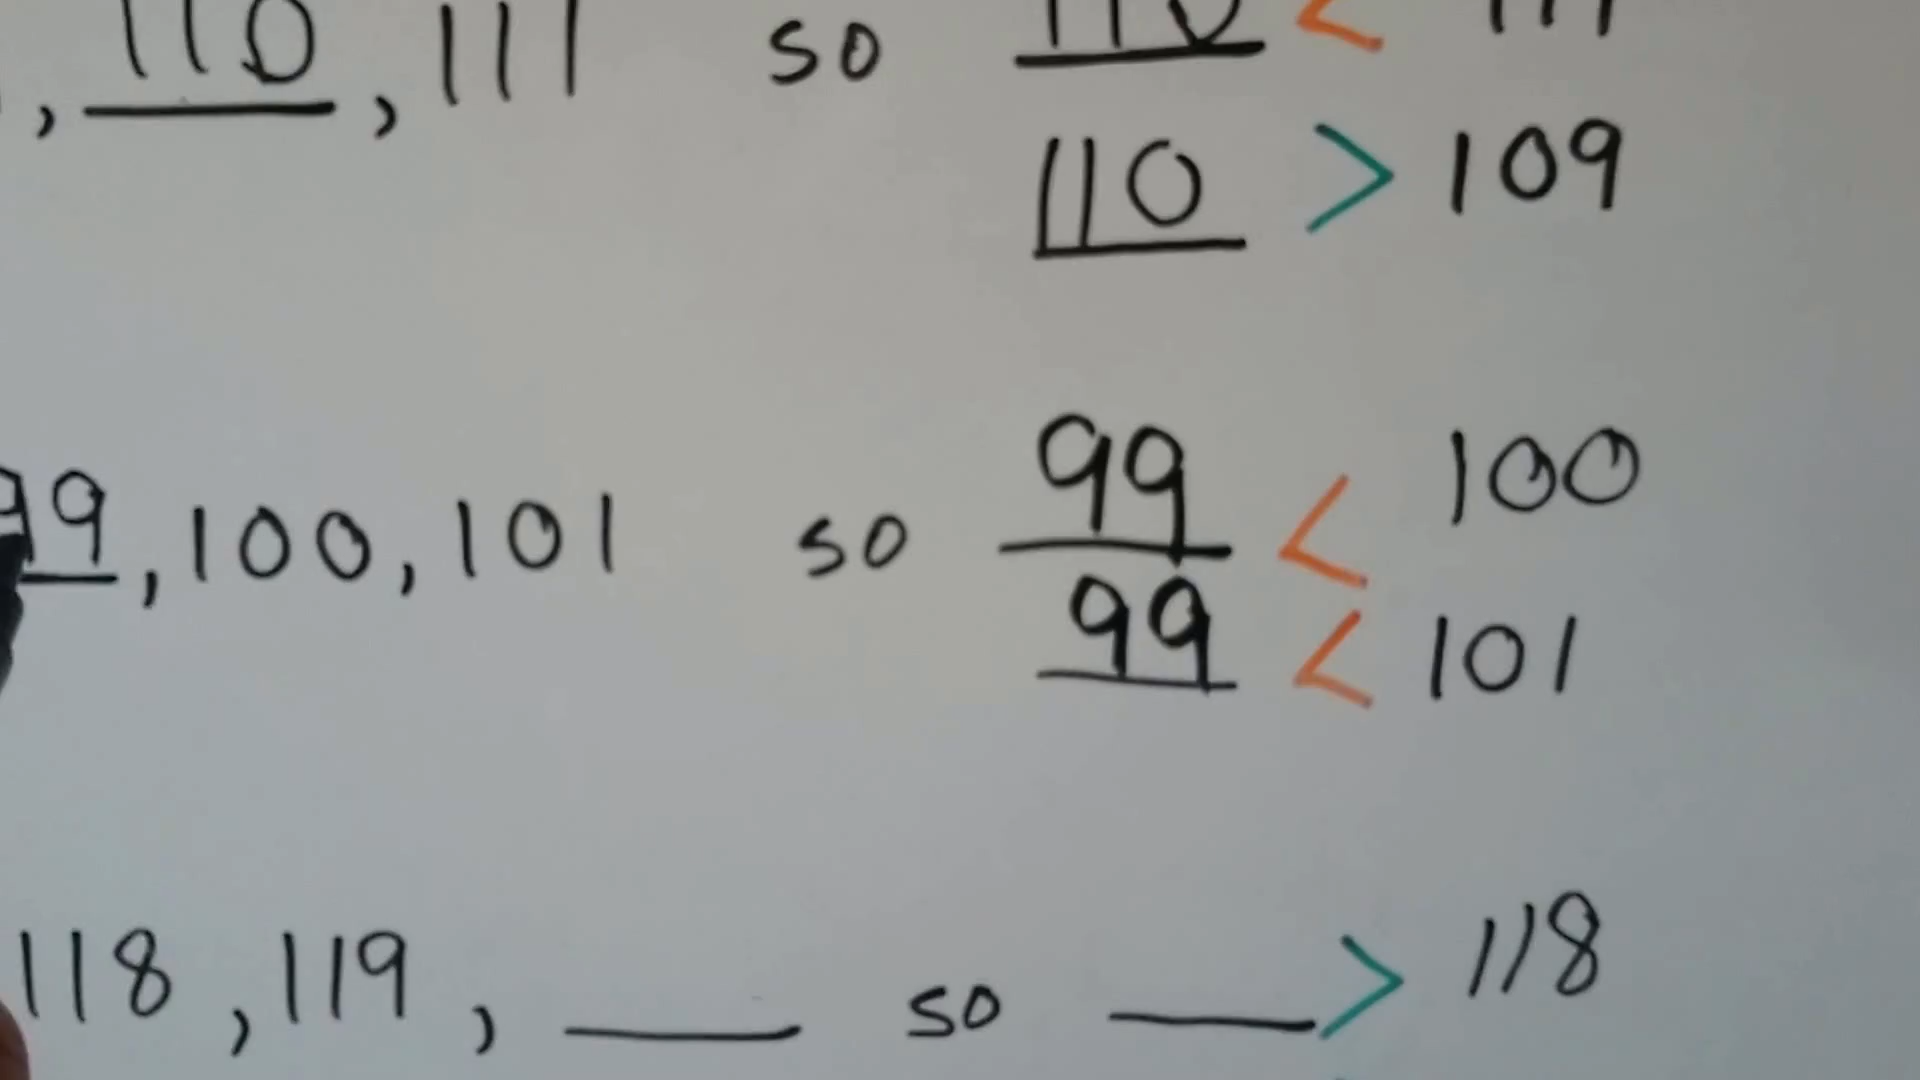 , 110 , 111 so 110 < 111
110 > 109
99 , 100 , 101 so 99 < 100
99 < 101
118 , 119 , ___ so ___ > 118